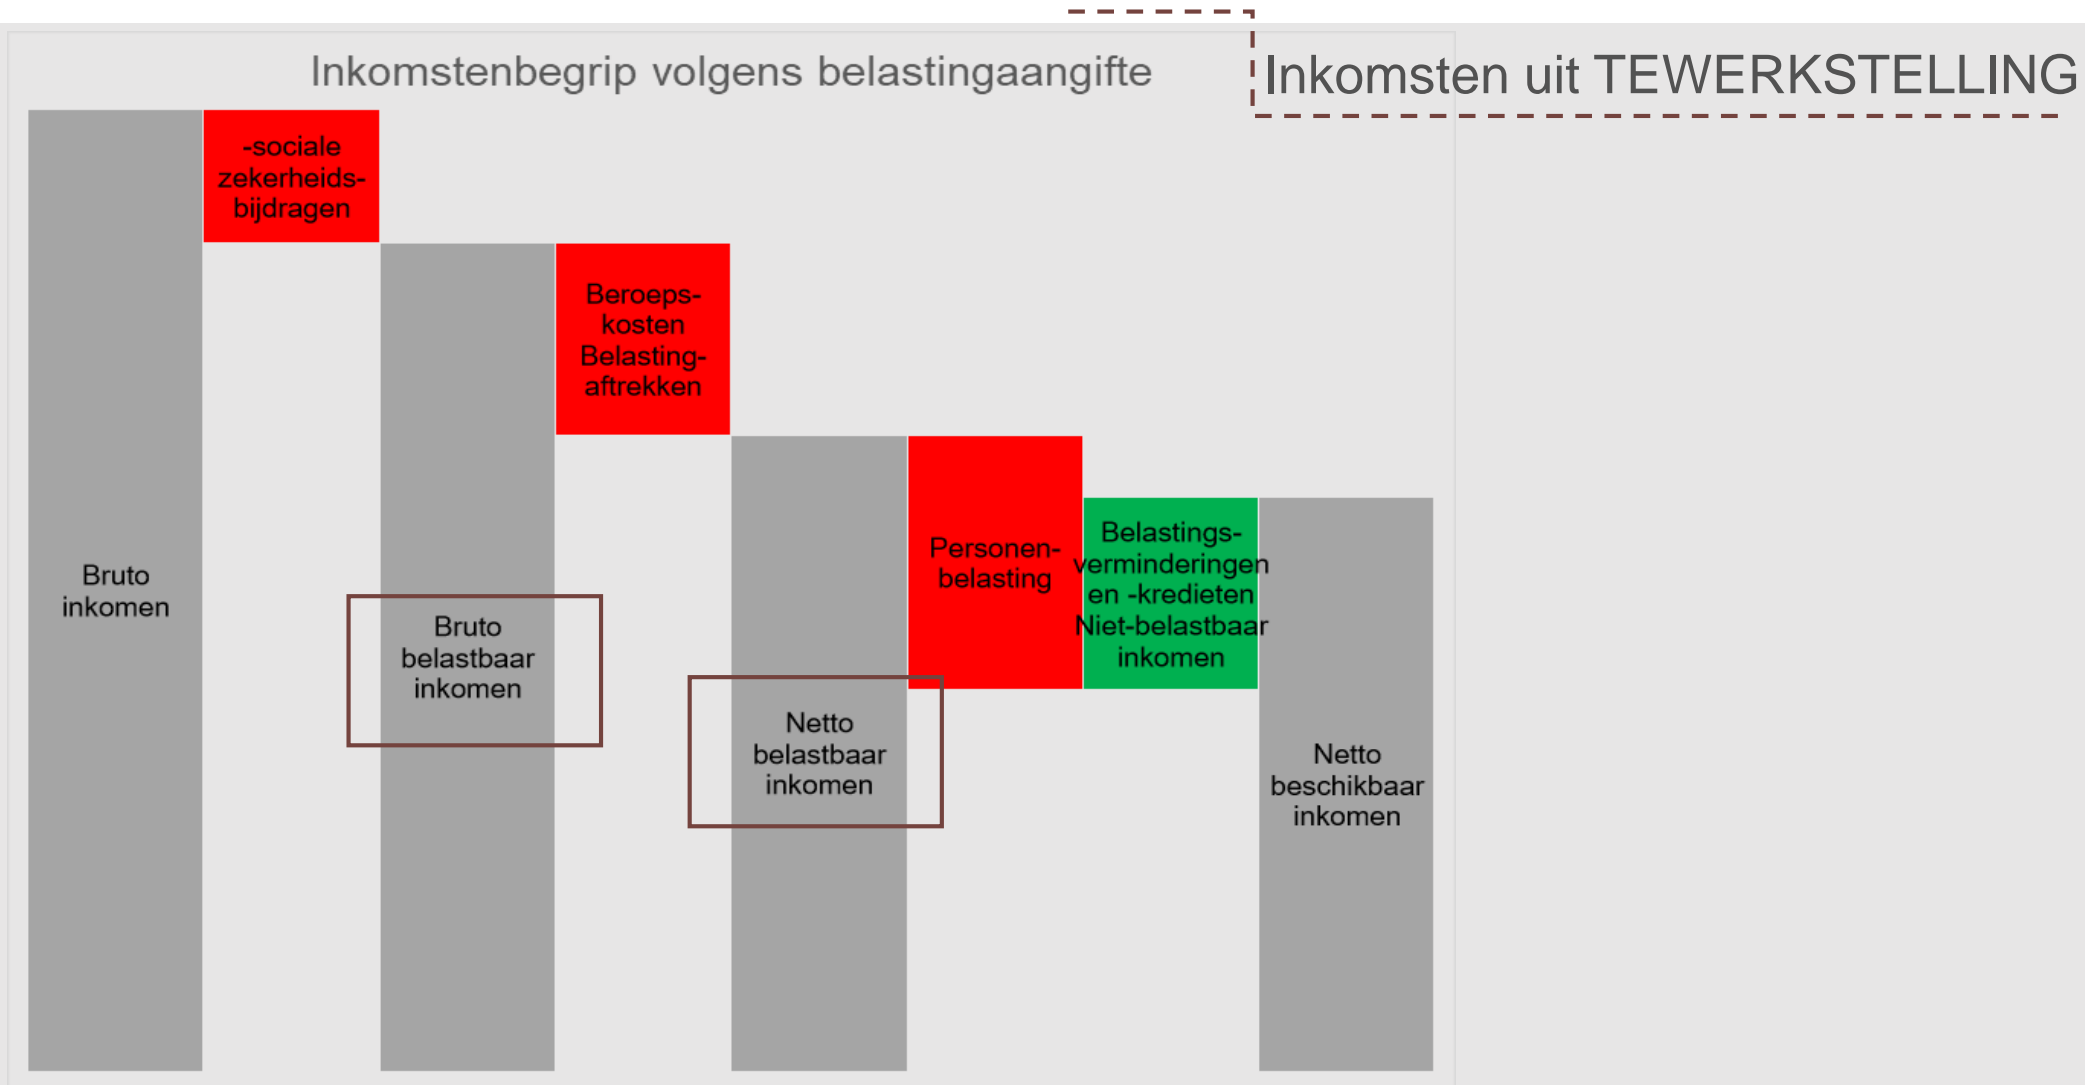 Inkomstenbegrip volgens belastingaangifte
Inkomsten uit TEWERKSTELLING
Bruto
inkomen
-sociale
zekerheids-
bijdragen
Bruto
belastbaar
inkomen
Beroeps-
kosten
Belasting-
aftrekken
Netto
belastbaar
inkomen
Personen-
belasting
Belastings-
verminderingen
en -kredieten
Niet-belastbaar
inkomen
Netto
beschikbaar
inkomen